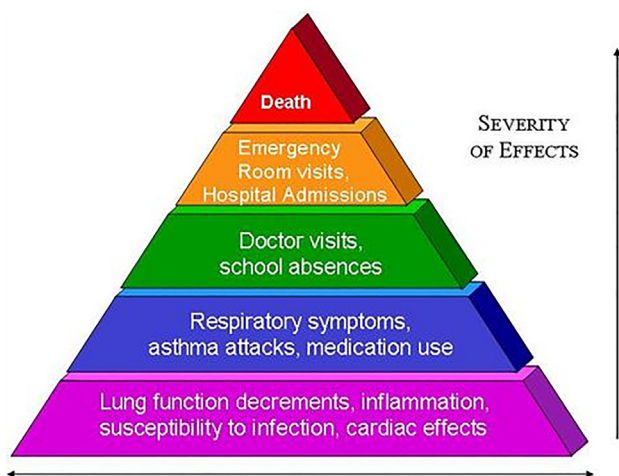 Death
Emergency
Room visits,
Hospital Admissions
SEVERITY
OF EFFECTS
Doctor visits,
school absences
Respiratory symptoms,
asthma attacks, medication use
Lung function decrements, inflammation,
susceptibility to infection, cardiac effects